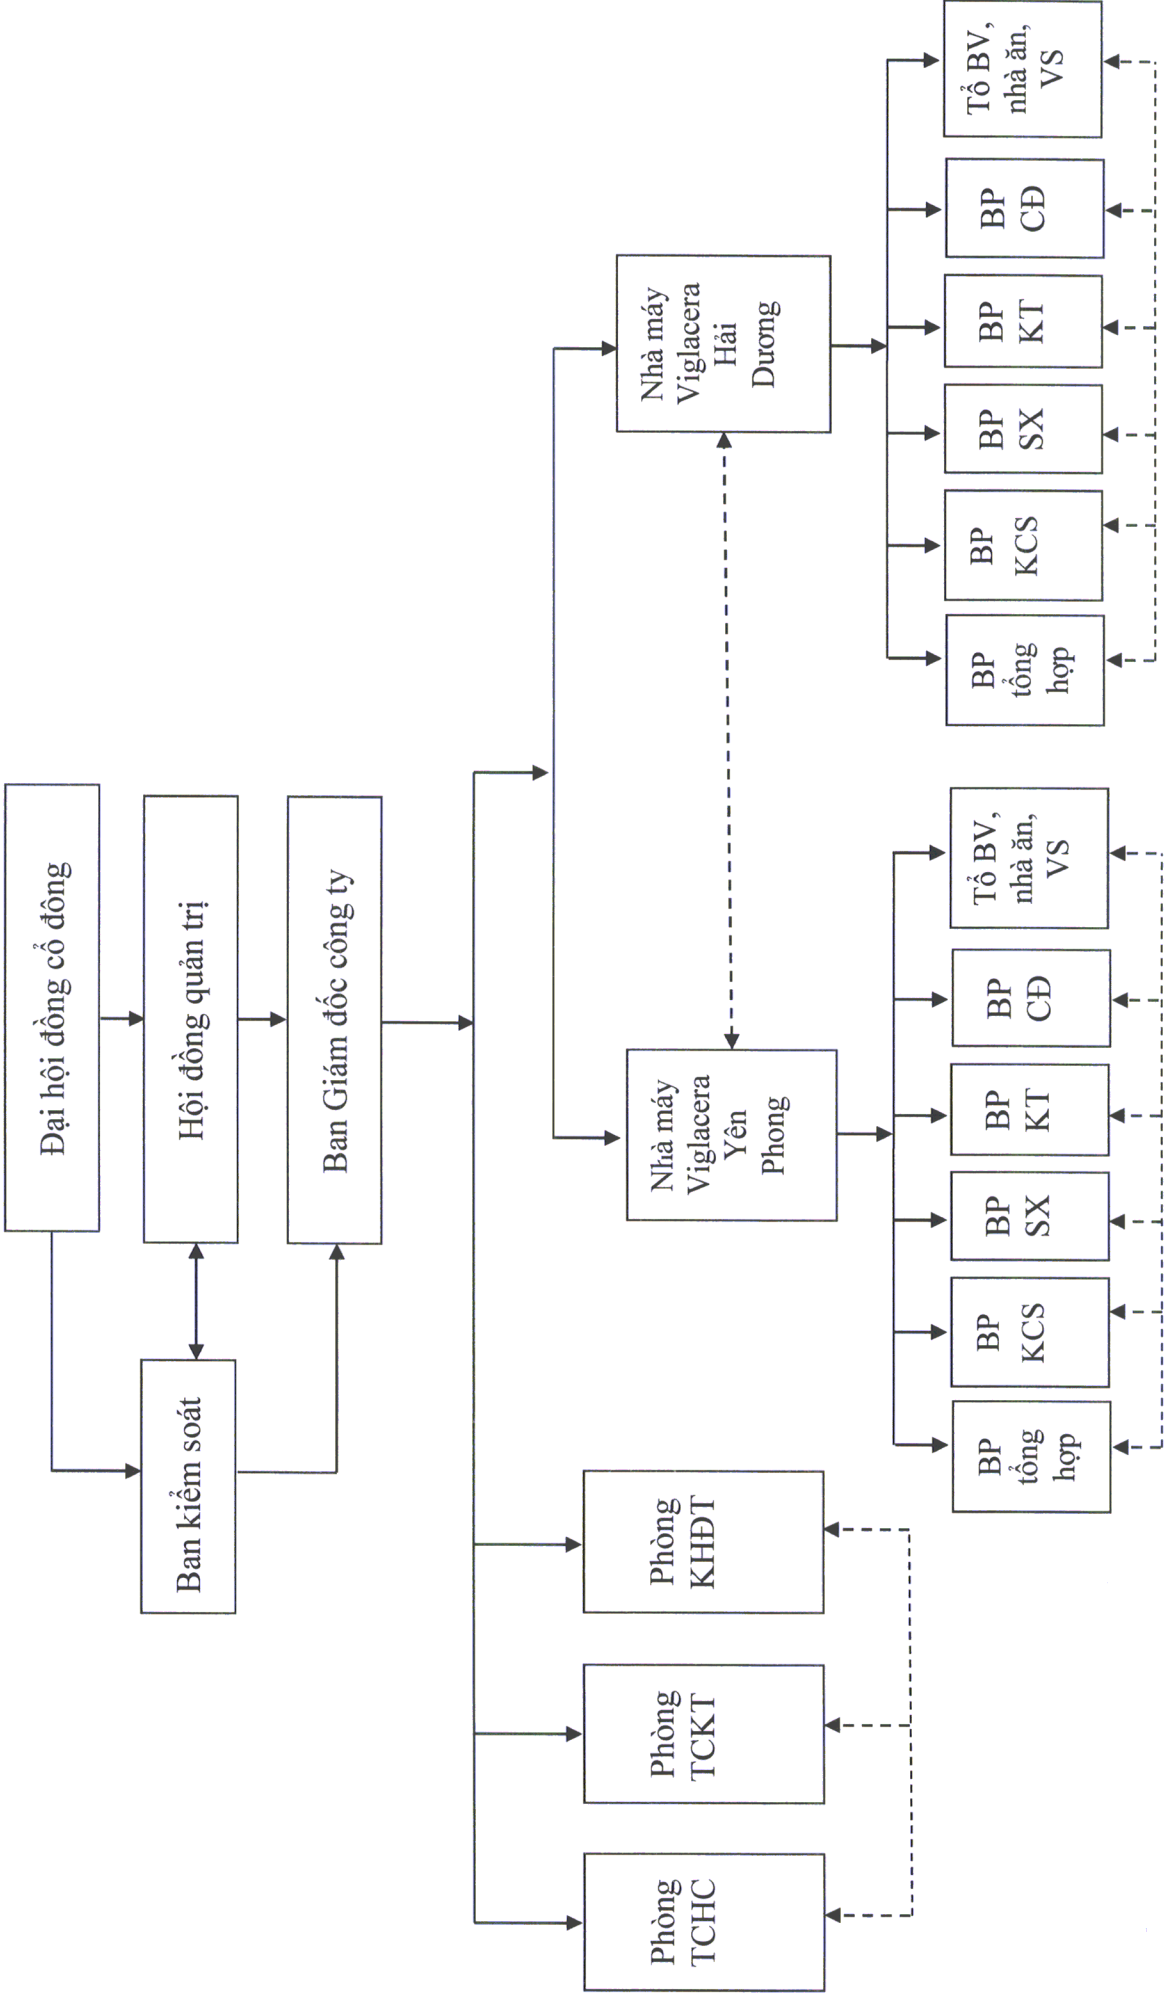 Đại hội đồng cổ đông
Ban kiểm soát
Hội đồng quản trị
Ban Giám đốc công ty
Phòng
TCHC
Phòng
TCKT
Phòng
KHĐT
Nhà máy
Viglacera
Yên
Phong
Nhà máy
Viglacera
Hải
Dương
BP
tổng
hợp
BP
KCS
BP
SX
BP
KT
BP
CĐ
Tổ BV,
nhà ăn,
VS
BP
tổng
hợp
BP
KCS
BP
SX
BP
KT
BP
CĐ
Tổ BV,
nhà ăn,
VS